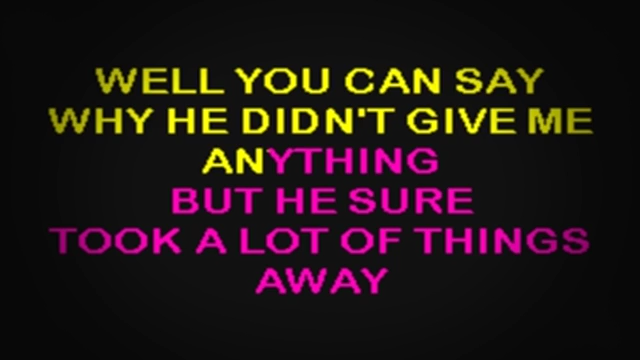 WELL YOU CAN SAY
WHY HE DIDN'T GIVE ME
ANYTHING
BUT HE SURE
TOOK A LOT OF THINGS
AWAY